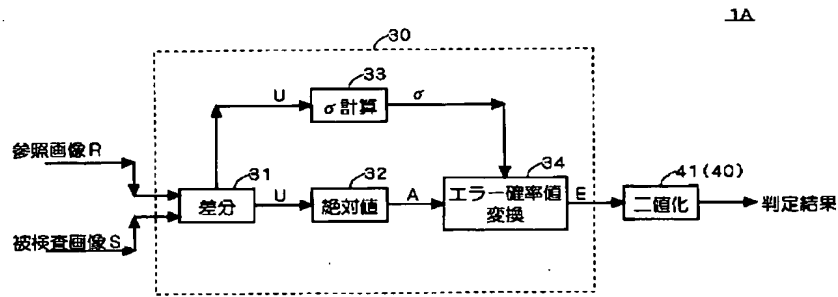 1A
30
33
U
σ計算
σ
参照画像R
31
32
34
41(40)
差分
U
絶対値
A
エラー確率値
変換
E
二値化
判定結果
被検査画像S